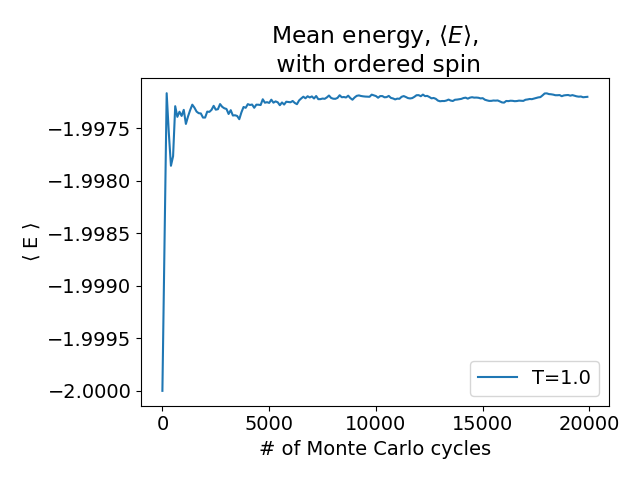 Mean energy, ⟨E⟩,
with ordered spin
⟨ E ⟩
−1.9975
−1.9980
−1.9985
−1.9990
−1.9995
−2.0000
T=1.0
0 5000 10000 15000 20000
# of Monte Carlo cycles